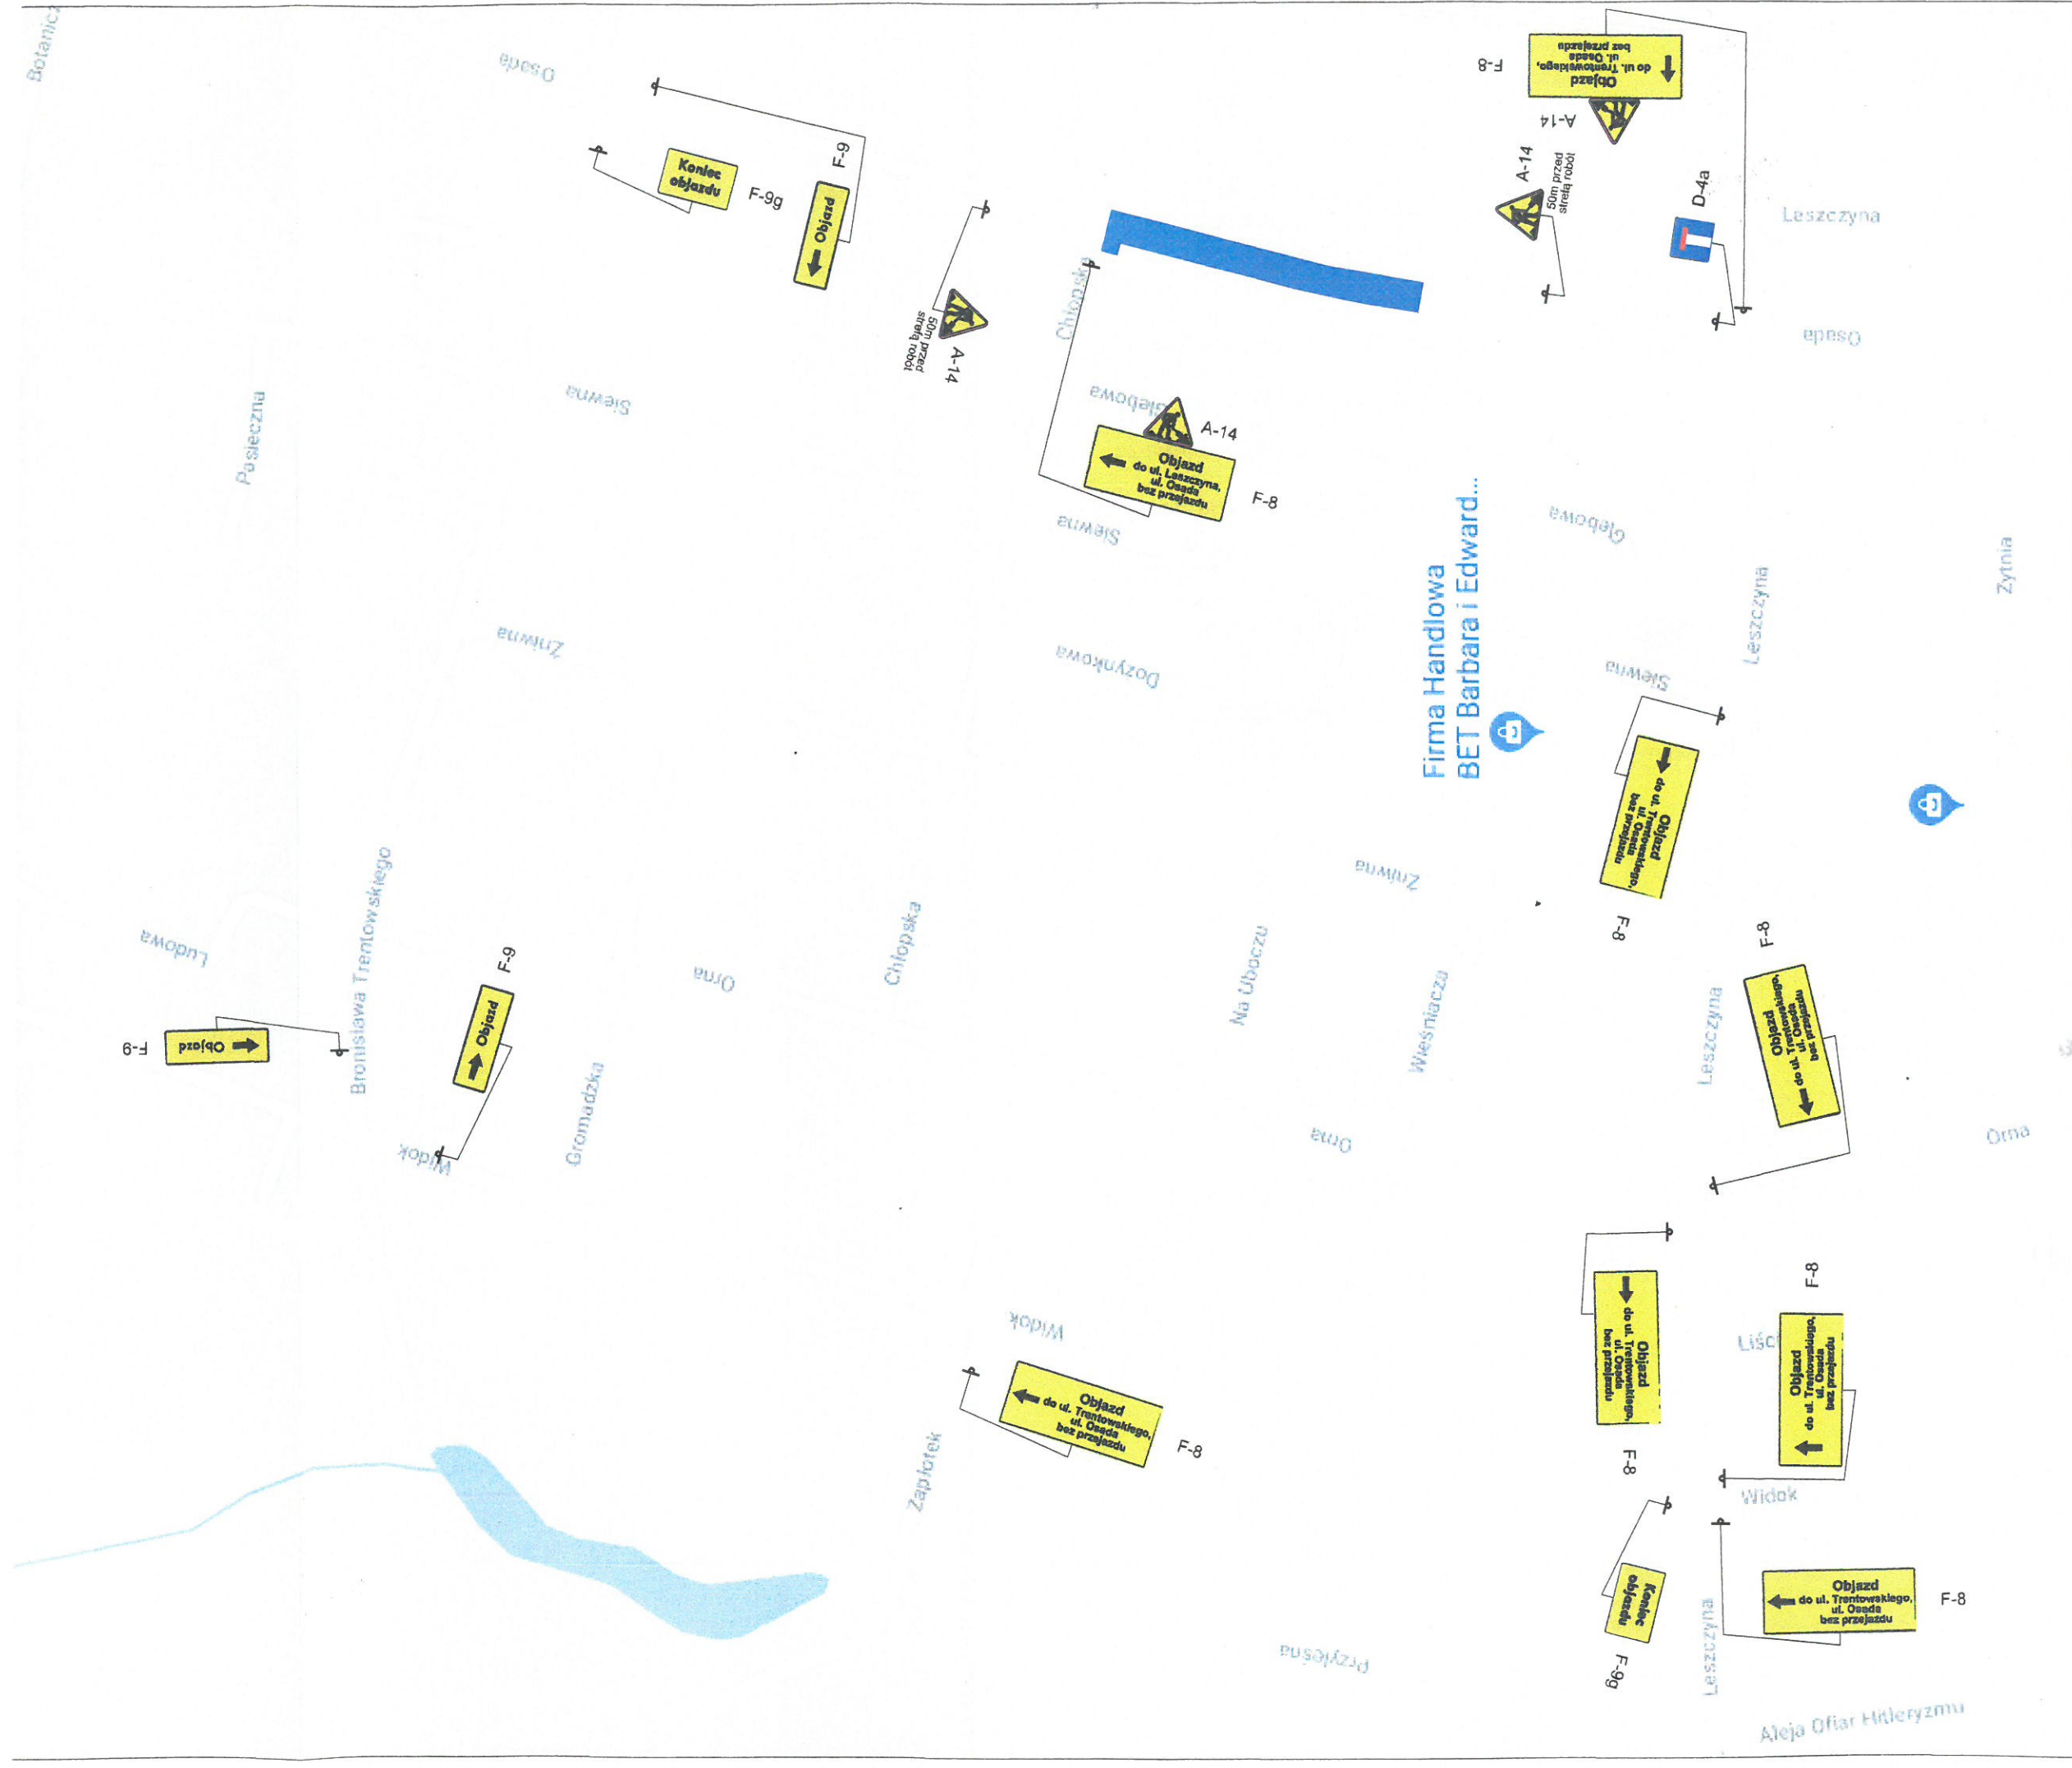 Osada
Koniec
objazdu
F-9g
Objazd
F-9
50m przed
strefą robót
A-14
Chłopska
F-8
Objazd
do ul. Trentowskiego,
ul. Osada
bez przejazdu
A-14
A-14
50m przed
strefą robót
D-4a
Leszczyna
Osada
Posieczna
Siewna
Głębowa
A-14
Objazd
do ul. Leszczyna,
ul. Osada
bez przejazdu
F-8
Siewna
Firma Handlowa
BET Barbara i Edward...
Głębowa
Leszczyna
Żytnia
Żniwna
Dożynkowa
Siewna
Objazd
do ul. Trentowskiego,
ul. Osada
bez przejazdu
F-8
Ludowa
Bronisława Trentowskiego
F-9
Objazd
F-9
Objazd
Widok
Gromadzka
Orna
Chłopska
Na Uboczu
Żniwna
Wieśniacza
Orna
Leszczyna
F-8
Objazd
do ul. Trentowskiego,
ul. Osada
bez przejazdu
Orna
Widok
Objazd
do ul. Trentowskiego,
ul. Osada
bez przejazdu
F-8
Zapłotek
Objazd
do ul. Trentowskiego,
ul. Osada
bez przejazdu
F-8
Liśc
F-8
Objazd
do ul. Trentowskiego,
ul. Osada
bez przejazdu
Widok
Koniec
objazdu
F-9g
Leszczyna
Objazd
do ul. Trentowskiego,
ul. Osada
bez przejazdu
F-8
Przyleśna
Aleja Ofiar Hitleryzmu